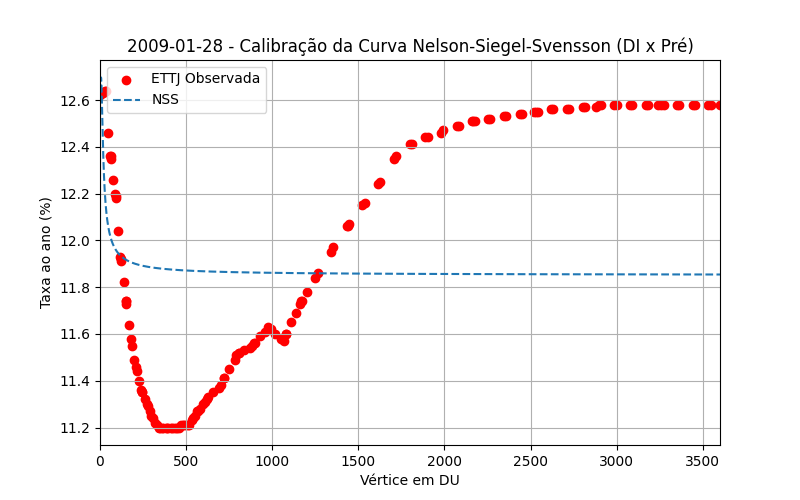 2009-01-28 - Calibração da Curva Nelson-Siegel-Svensson (DI x Pré)
ETTJ Observada
NSS
Taxa ao ano (%)
12.6
12.4
12.2
12.0
11.8
11.6
11.4
11.2
0 500 1000 1500 2000 2500 3000 3500
Vértice em DU